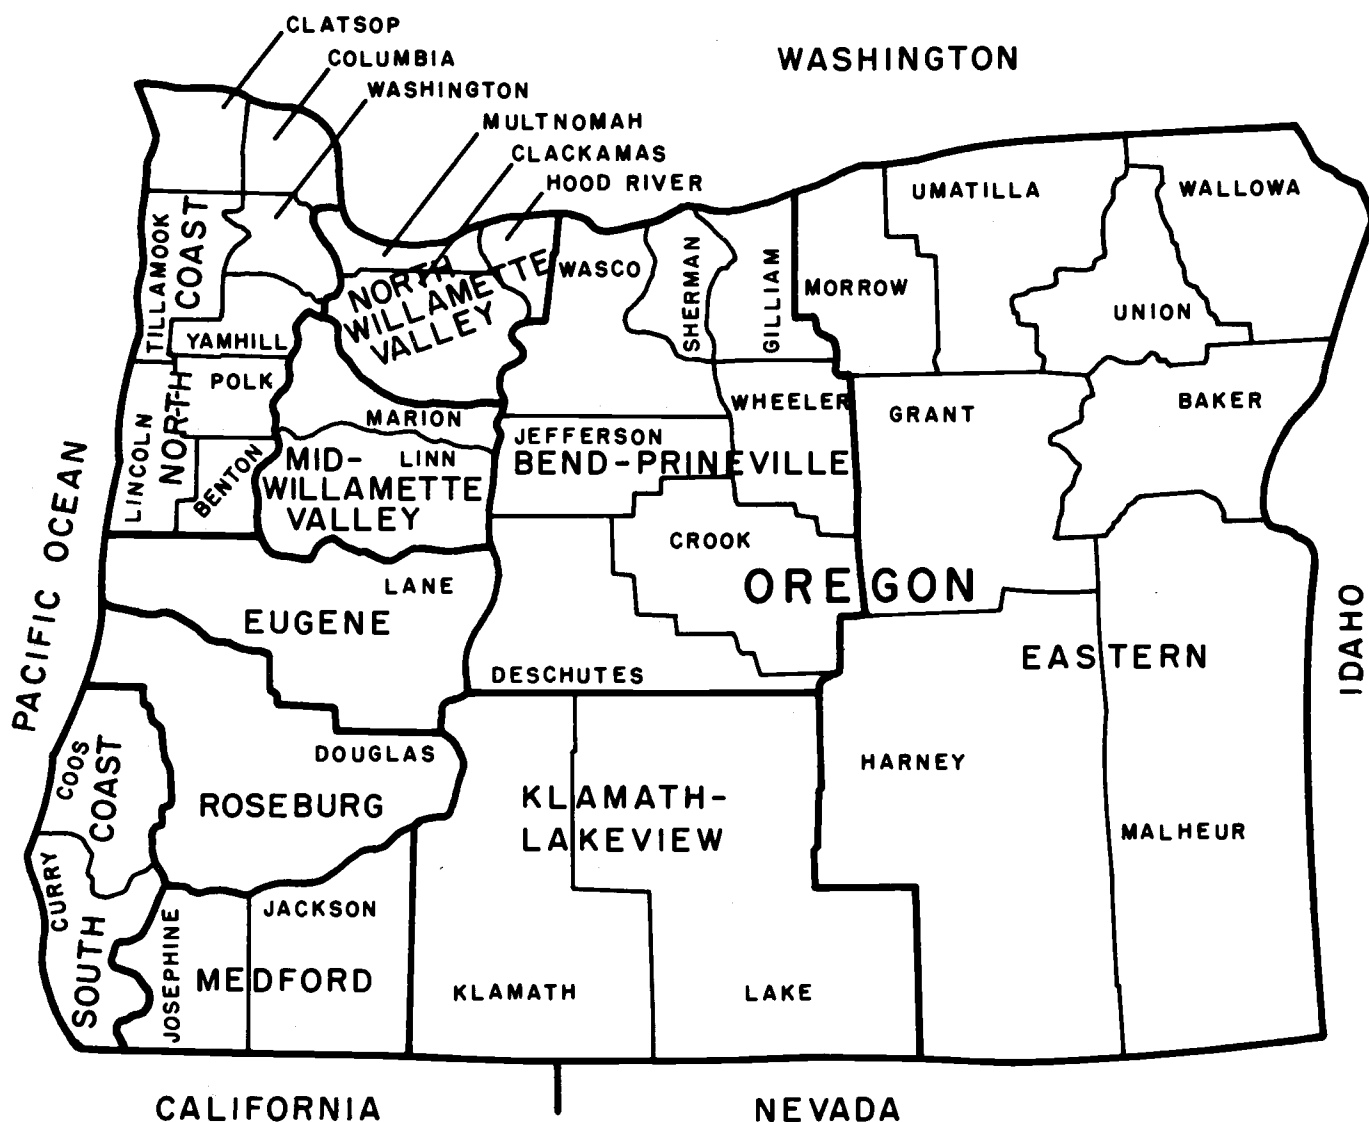 CLATSOP
COLUMBIA
WASHINGTON
WASHINGTON
MULTNOMAH
CLACKAMAS
HOOD RIVER
UMATILLA
WALLOWA
TILLAMOOK
NORTH COAST
NORTH
WILLAMETTE
VALLEY
WASCO
SHERMAN
GILLIAM
MORROW
UNION
YAMHILL
POLK
MARION
WHEELER
GRANT
BAKER
LINCOLN
BENTON
MID-
WILLAMETTE
VALLEY
LINN
JEFFERSON
BEND-PRINEVILLE
CROOK
OREGON
PACIFIC OCEAN
LANE
EUGENE
DESCHUTES
EASTERN
IDAHO
DOUGLAS
ROSEBURG
COOS
SOUTH COAST
KLAMATH-
LAKEVIEW
HARNEY
MALHEUR
CURRY
JOSEPHINE
JACKSON
MEDFORD
KLAMATH
LAKE
CALIFORNIA
NEVADA